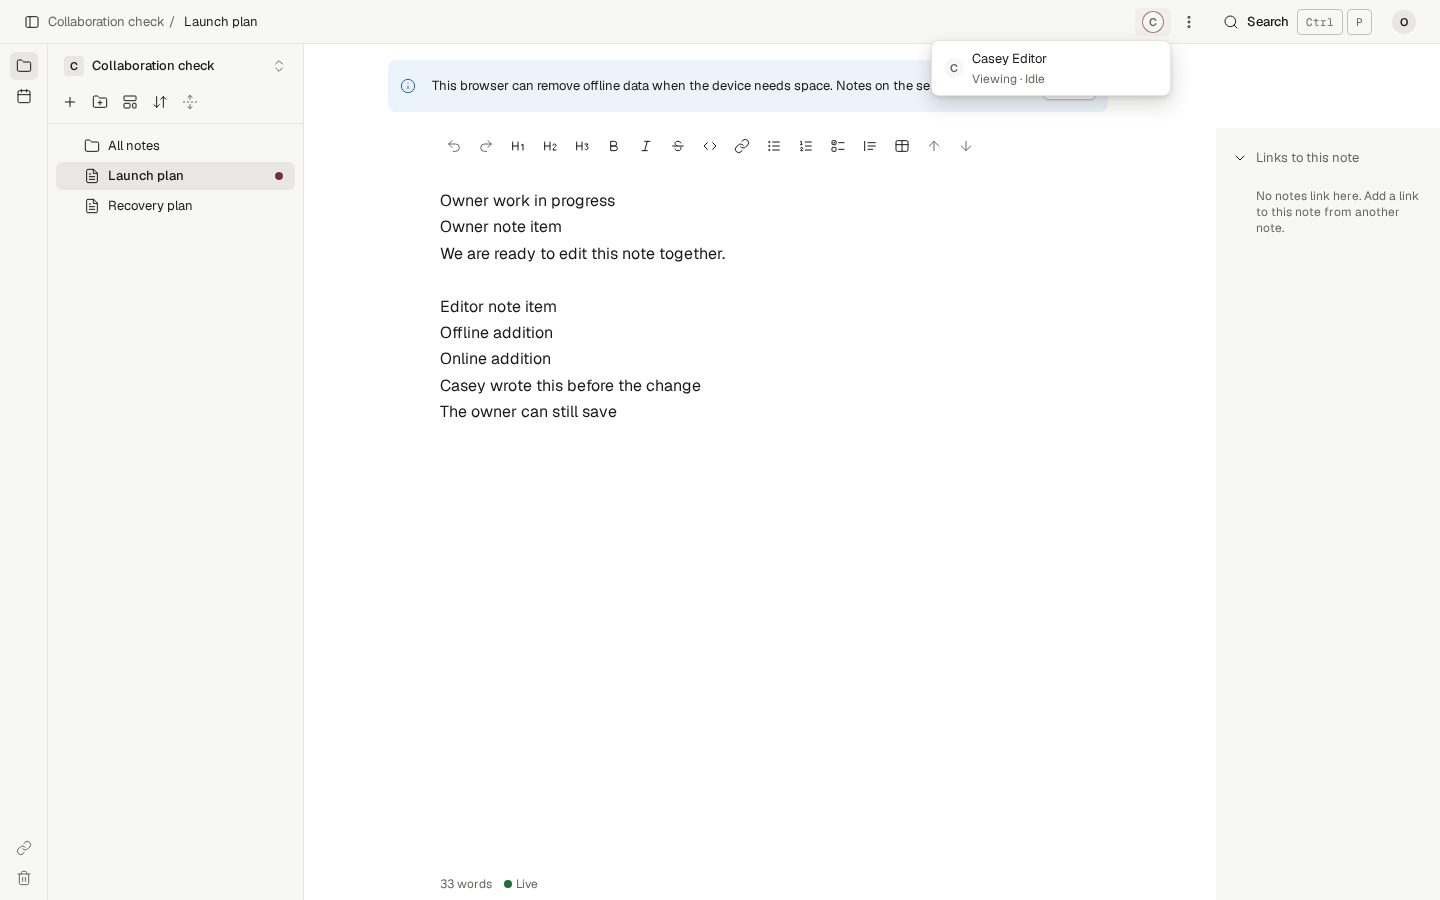 Collaboration check / Launch plan
C
Search Ctrl P
O
C Collaboration check
Casey Editor
C
Viewing · Idle
This browser can remove offline data when the device needs space. Notes on the se
H1 H2 H3 B I S
All notes
Launch plan
Recovery plan
Owner work in progress
Owner note item
We are ready to edit this note together.
Editor note item
Offline addition
Online addition
Casey wrote this before the change
The owner can still save
Links to this note
No notes link here. Add a link
to this note from another
note.
33 words Live